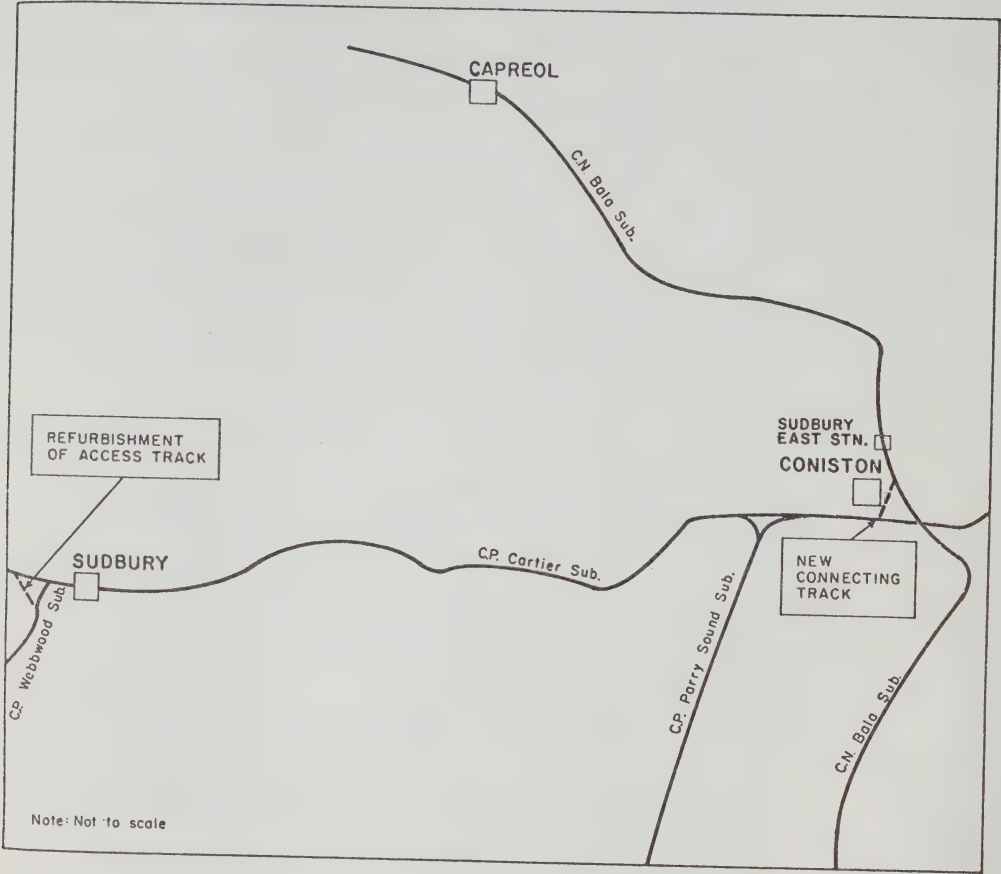 CAPREOL
C.N. Bala Sub.
REFURBISHMENT
OF ACCESS TRACK
SUDBURY
EAST STN.
CONISTON
SUDBURY
C.P. Cartier Sub.
NEW
CONNECTING
TRACK
C.P. Webbwood Sub.
C.P. Parry Sound Sub.
C.N. Bala Sub.
Note: Not to scale